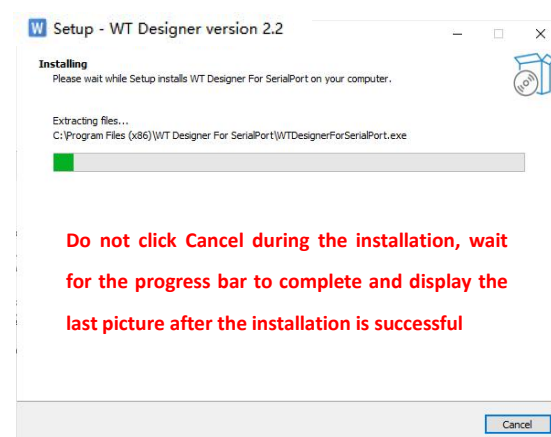 W Setup - WT Designer version 2.2
Installing
Please wait while Setup installs WT Designer For SerialPort on your computer.
Extracting files...
C:\Program Files (x86)\WT Designer For SerialPort\WTDesignerForSerialPort.exe
Do not click Cancel during the installation, wait
for the progress bar to complete and display the
last picture after the installation is successful
Cancel